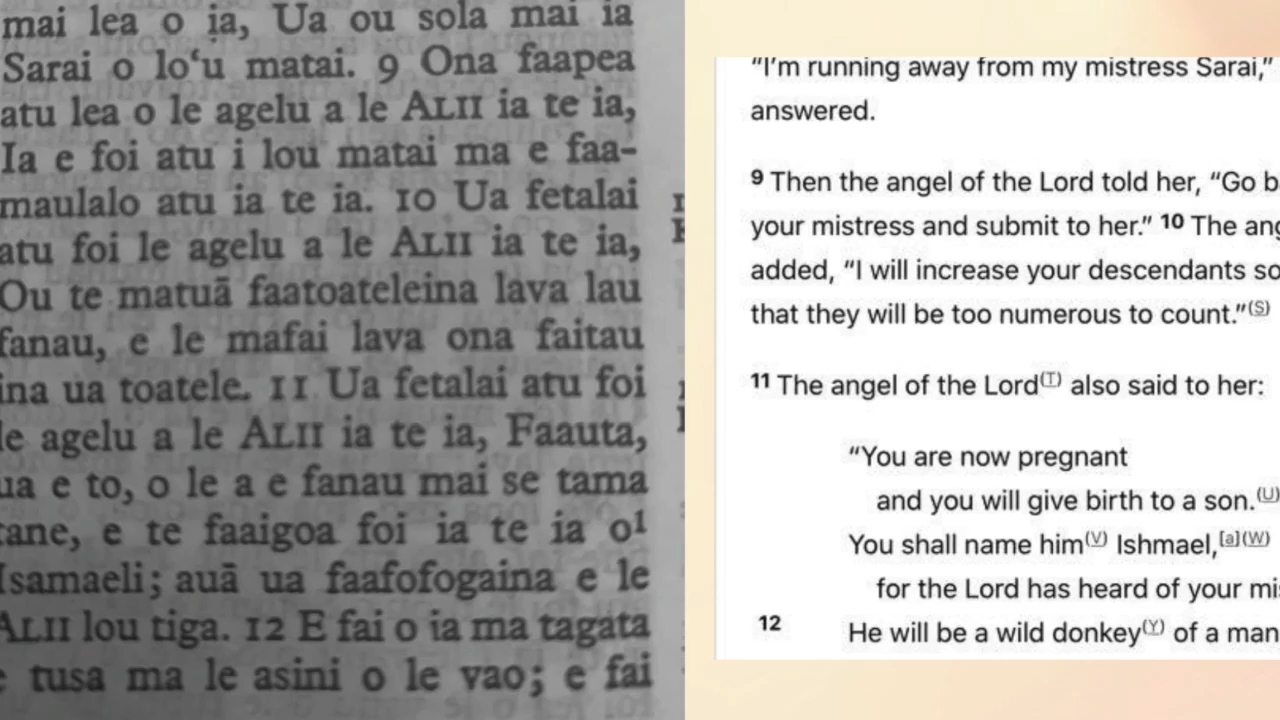 mai lea o ia, Ua ou sola mai ia
Sarai o loʻu matai. 9 Ona faapea
atu lea o le agelu a le ALII ia te ia,
Ia e foi atu i lou matai ma e faa-
maulalo atu ia te ia. 10 Ua fetalai
atu foi le agelu a le ALII ia te ia,
Ou te matuā faatoateleina lava lau
fanau, e le mafai lava ona faitau
ina ua toatele. 11 Ua fetalai atu foi
le agelu a le ALII ia te ia, Faauta,
ua e to, o le a e fanau mai se tama
tane, e te faaigoa foi ia te ia o¹
Isamaeli; auā ua faafofogaina e le
ALII lou tiga. 12 E fai o ia ma tagata
e tusa ma le asini o le vao; e fai
“I’m running away from my mistress Sarai,”
answered.
9 Then the angel of the Lord told her, “Go b
your mistress and submit to her.” 10 The ang
added, “I will increase your descendants so
that they will be too numerous to count.”(S)
11 The angel of the Lord(T) also said to her:
“You are now pregnant
and you will give birth to a son.(U)
You shall name him(V) Ishmael,[a](W)
for the Lord has heard of your mis
12 He will be a wild donkey(Y) of a man